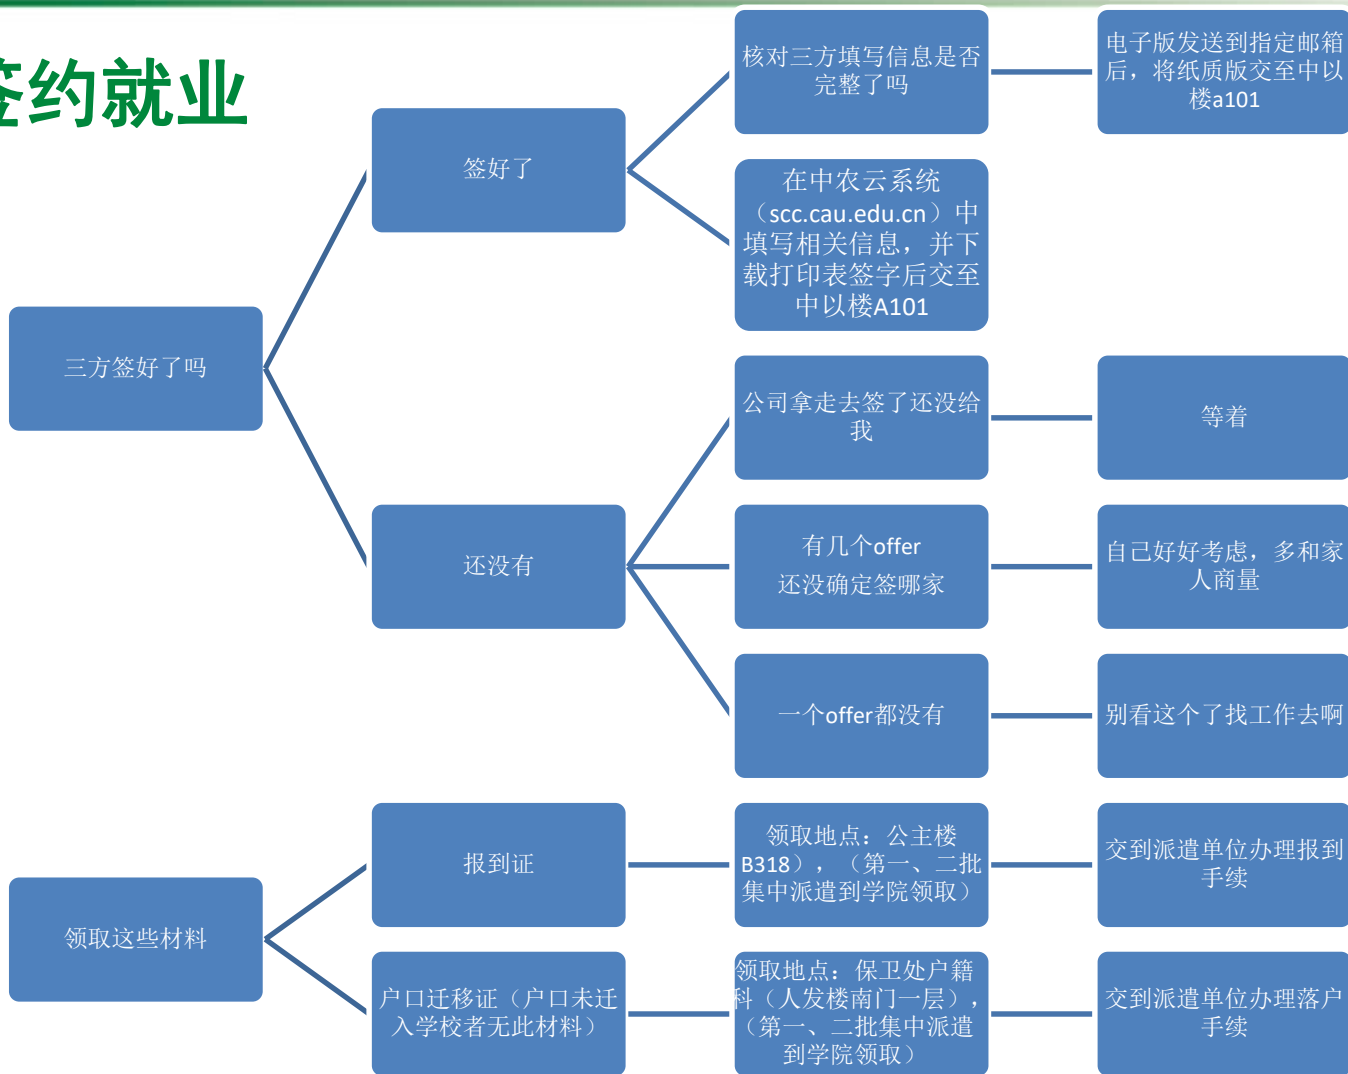 签约就业
三方签好了吗
签好了
核对三方填写信息是否
完整了吗
电子版发送到指定邮箱
后，将纸质版交至中以
楼a101
在中农云系统
（scc.cau.edu.cn）中
填写相关信息，并下
载打印表签字后交至
中以楼A101
还没有
公司拿走去签了还没给
我
等着
有几个offer
还没确定签哪家
自己好好考虑，多和家
人商量
一个offer都没有
别看这个了找工作去啊
领取这些材料
报到证
领取地点：公主楼
B318），（第一、二批
集中派遣到学院领取）
交到派遣单位办理报到
手续
户口迁移证（户口未迁
入学校者无此材料）
领取地点：保卫处户籍
科（人发楼南门一层），
（第一、二批集中派遣
到学院领取）
交到派遣单位办理落户
手续